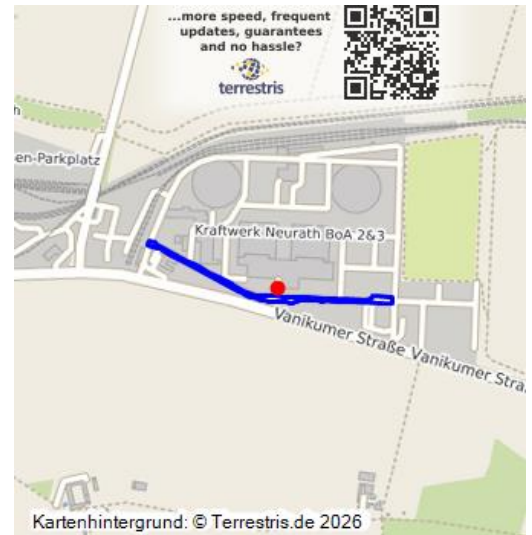 ...more speed, frequent
updates, guarantees
and no hassle?
terrestris
h
en-Parkplatz
Kraftwerk Neurath BoA 2&3
Vanikumer Straße Vanikumer Stra
Kartenhintergrund: © Terrestris.de 2026